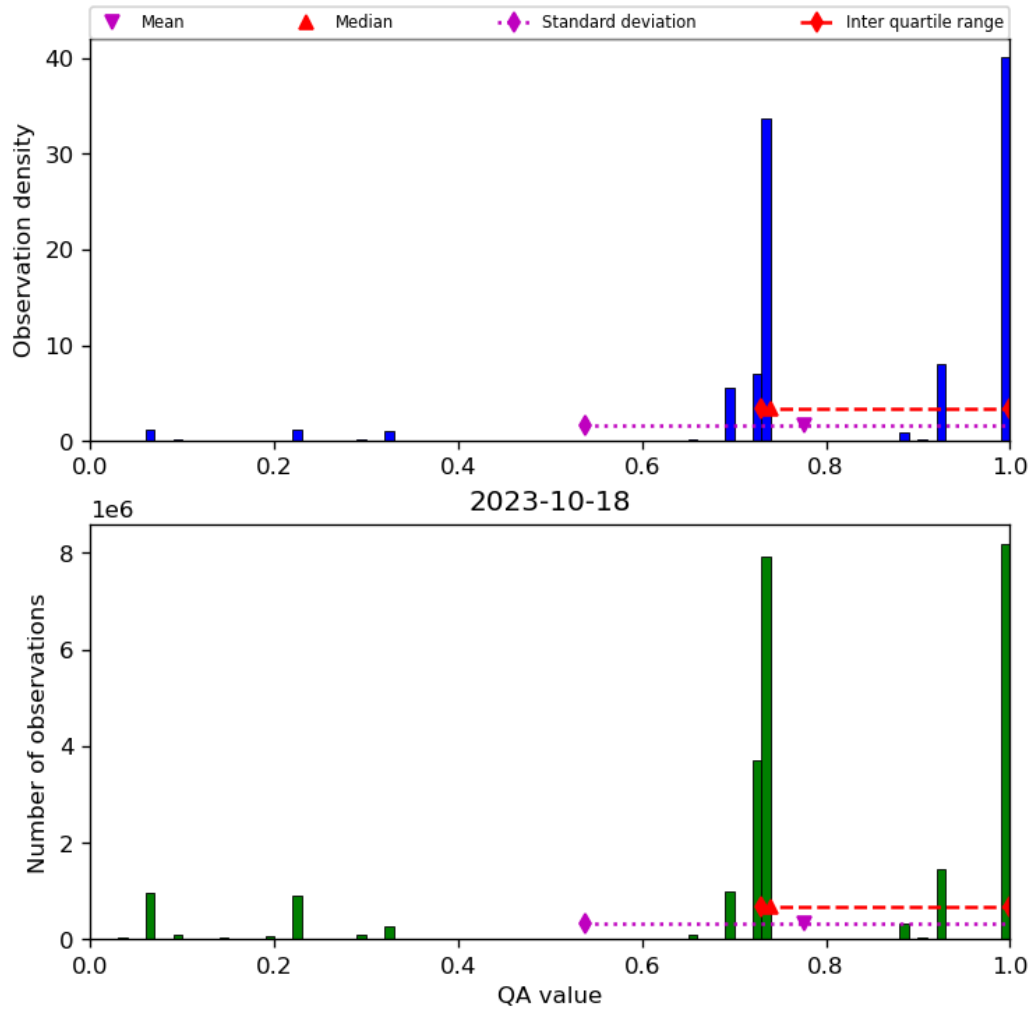 Mean Median Standard deviation Inter quartile range
40
30
20
10
0
Observation density
0.0 0.2 0.4 0.6 0.8 1.0
2023-10-18
1e6
8
6
4
2
0
Number of observations
0.0 0.2 0.4 0.6 0.8 1.0
QA value